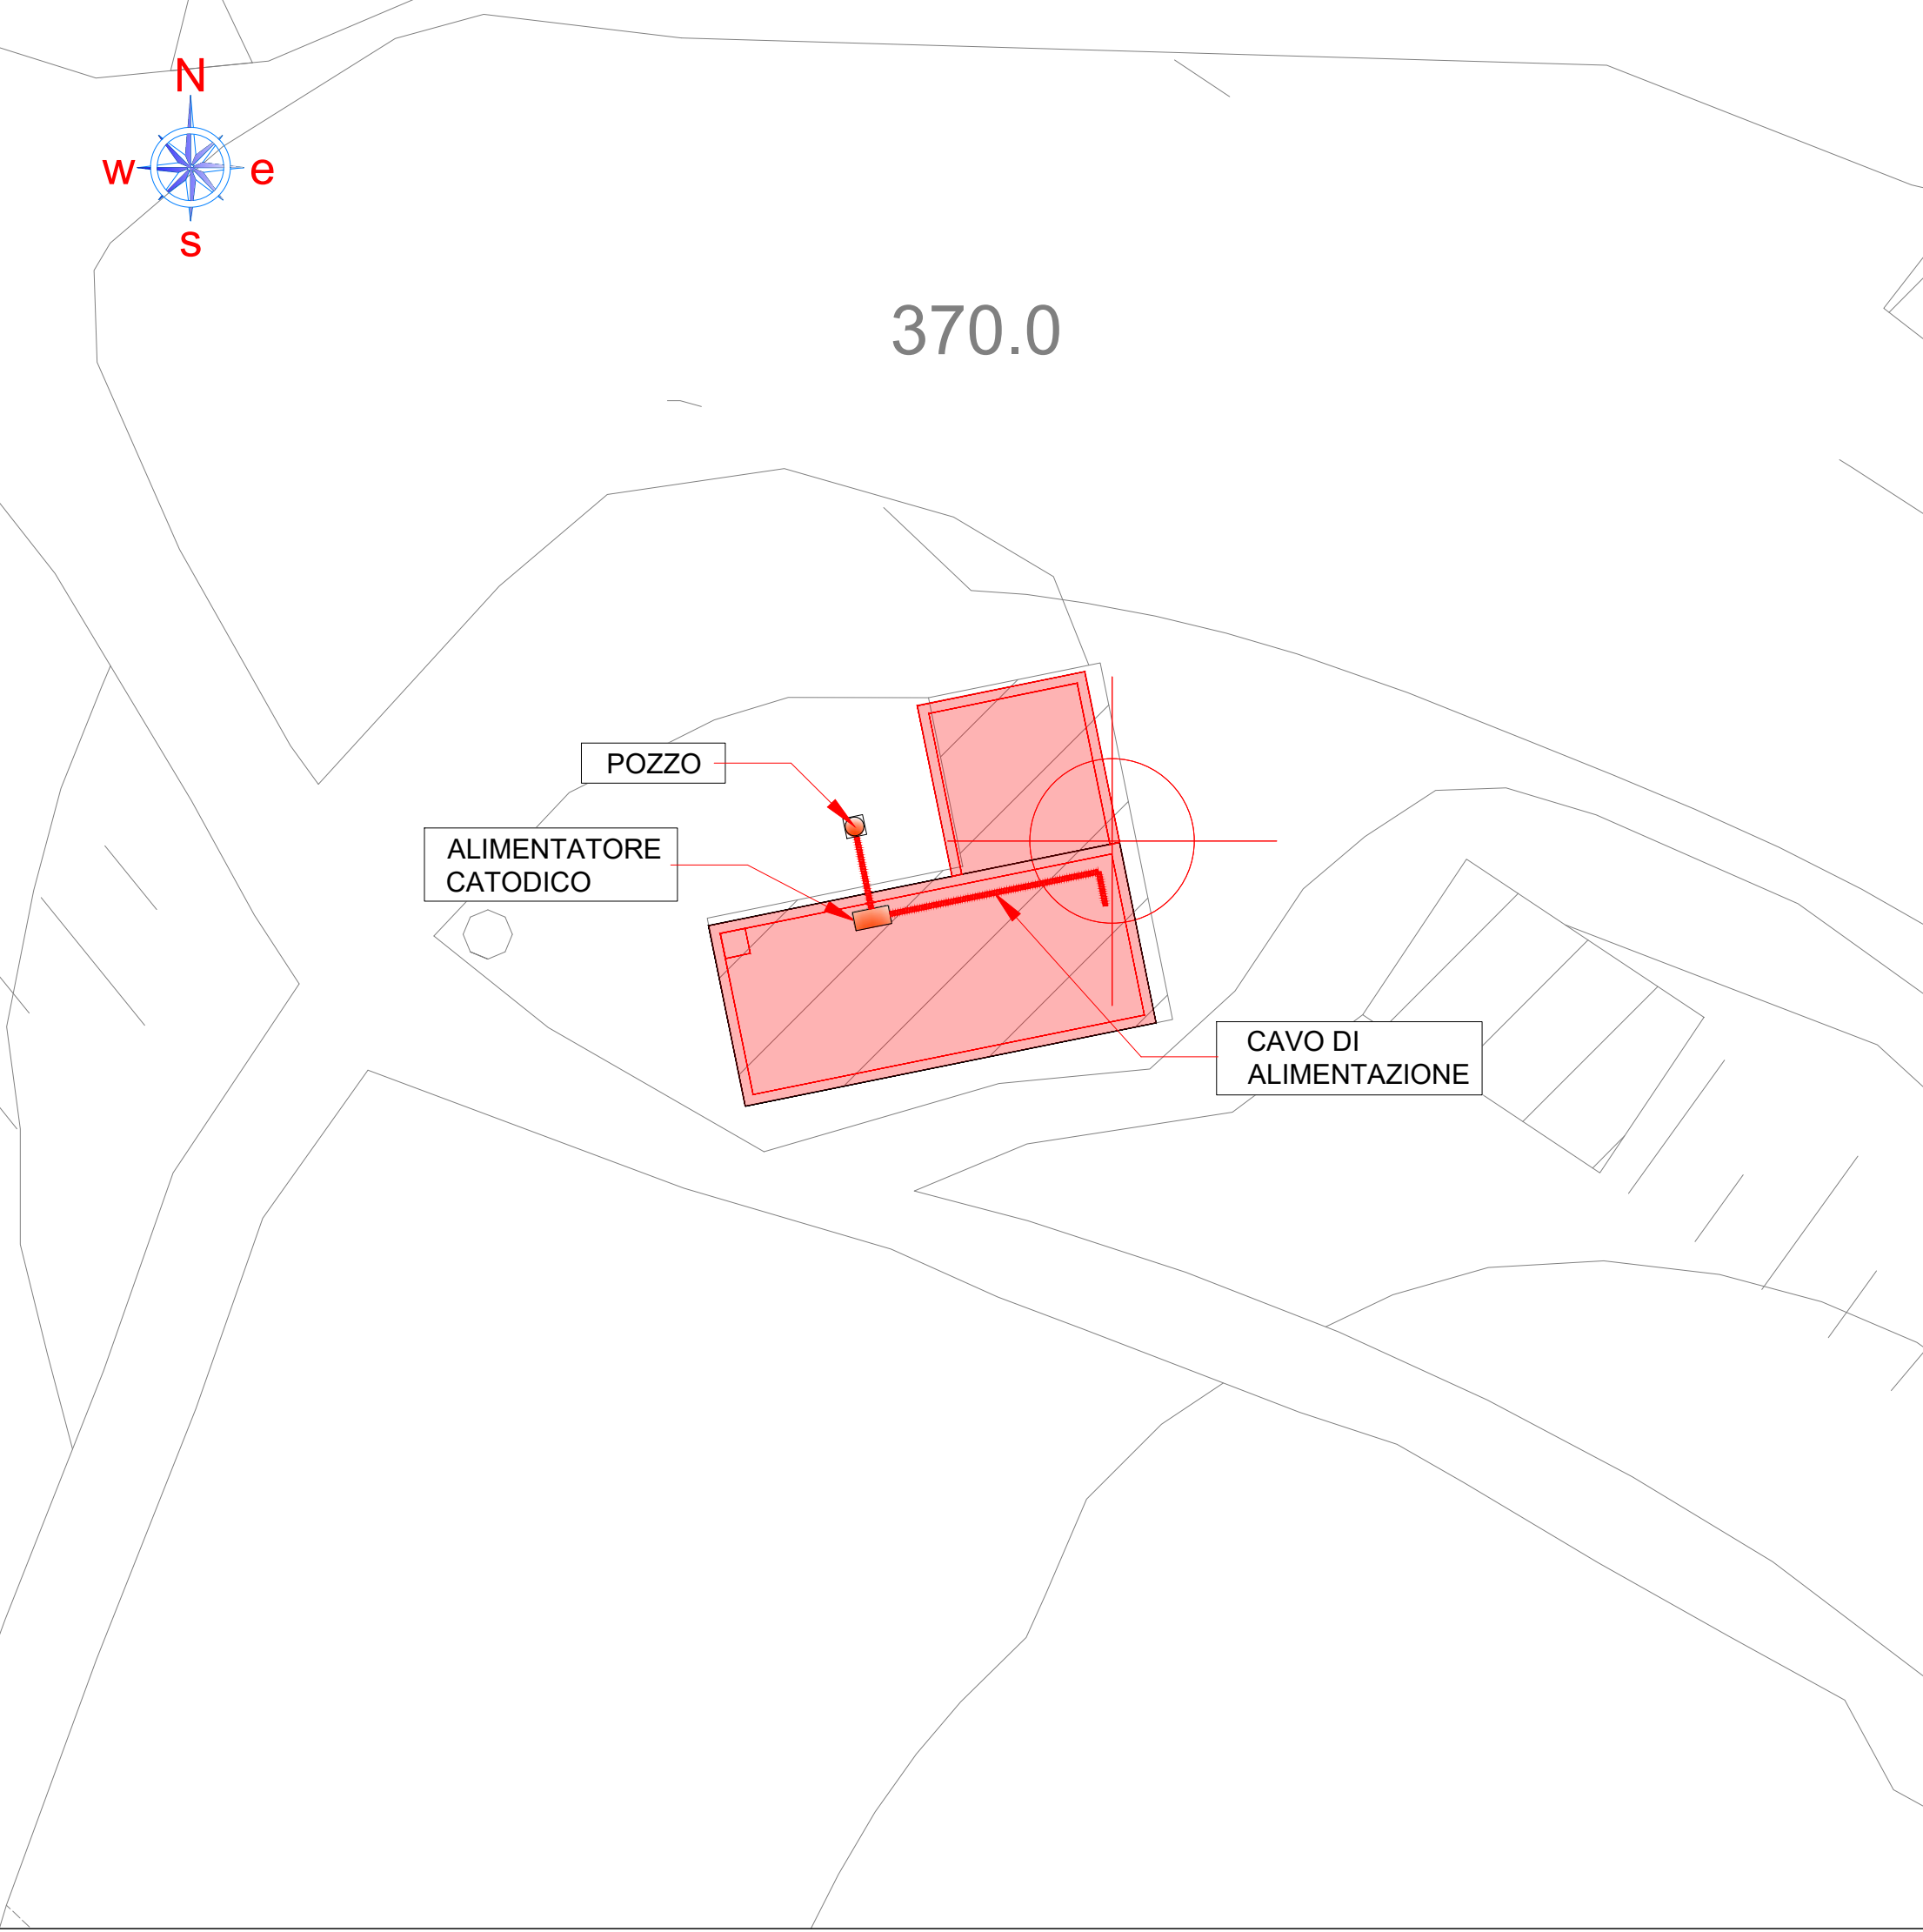 N
w
e
s
370.0
POZZO
ALIMENTATORE
CATODICO
CAVO DI
ALIMENTAZIONE